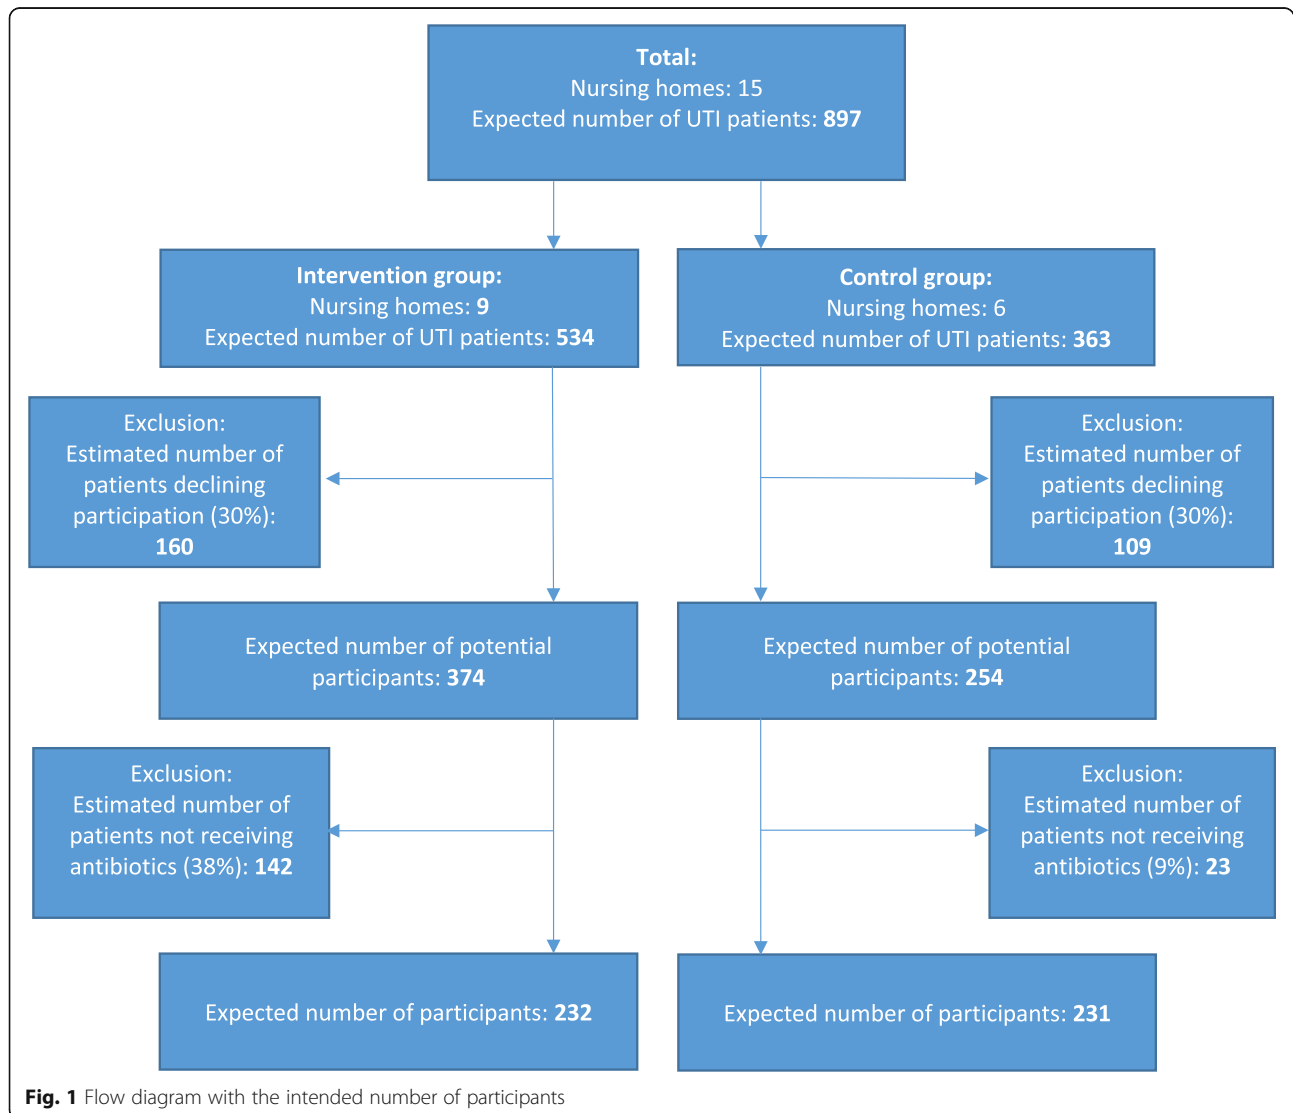 Total:
Nursing homes: 15
Expected number of UTI patients: 897
Intervention group:
Nursing homes: 9
Expected number of UTI patients: 534
Control group:
Nursing homes: 6
Expected number of UTI patients: 363
Exclusion:
Estimated number of
patients declining
participation (30%):
160
Exclusion:
Estimated number of
patients declining
participation (30%):
109
Expected number of potential
participants: 374
Expected number of potential
participants: 254
Exclusion:
Estimated number of
patients not receiving
antibiotics (38%): 142
Exclusion:
Estimated number of
patients not receiving
antibiotics (9%): 23
Expected number of participants: 232
Expected number of participants: 231
Fig. 1 Flow diagram with the intended number of participants